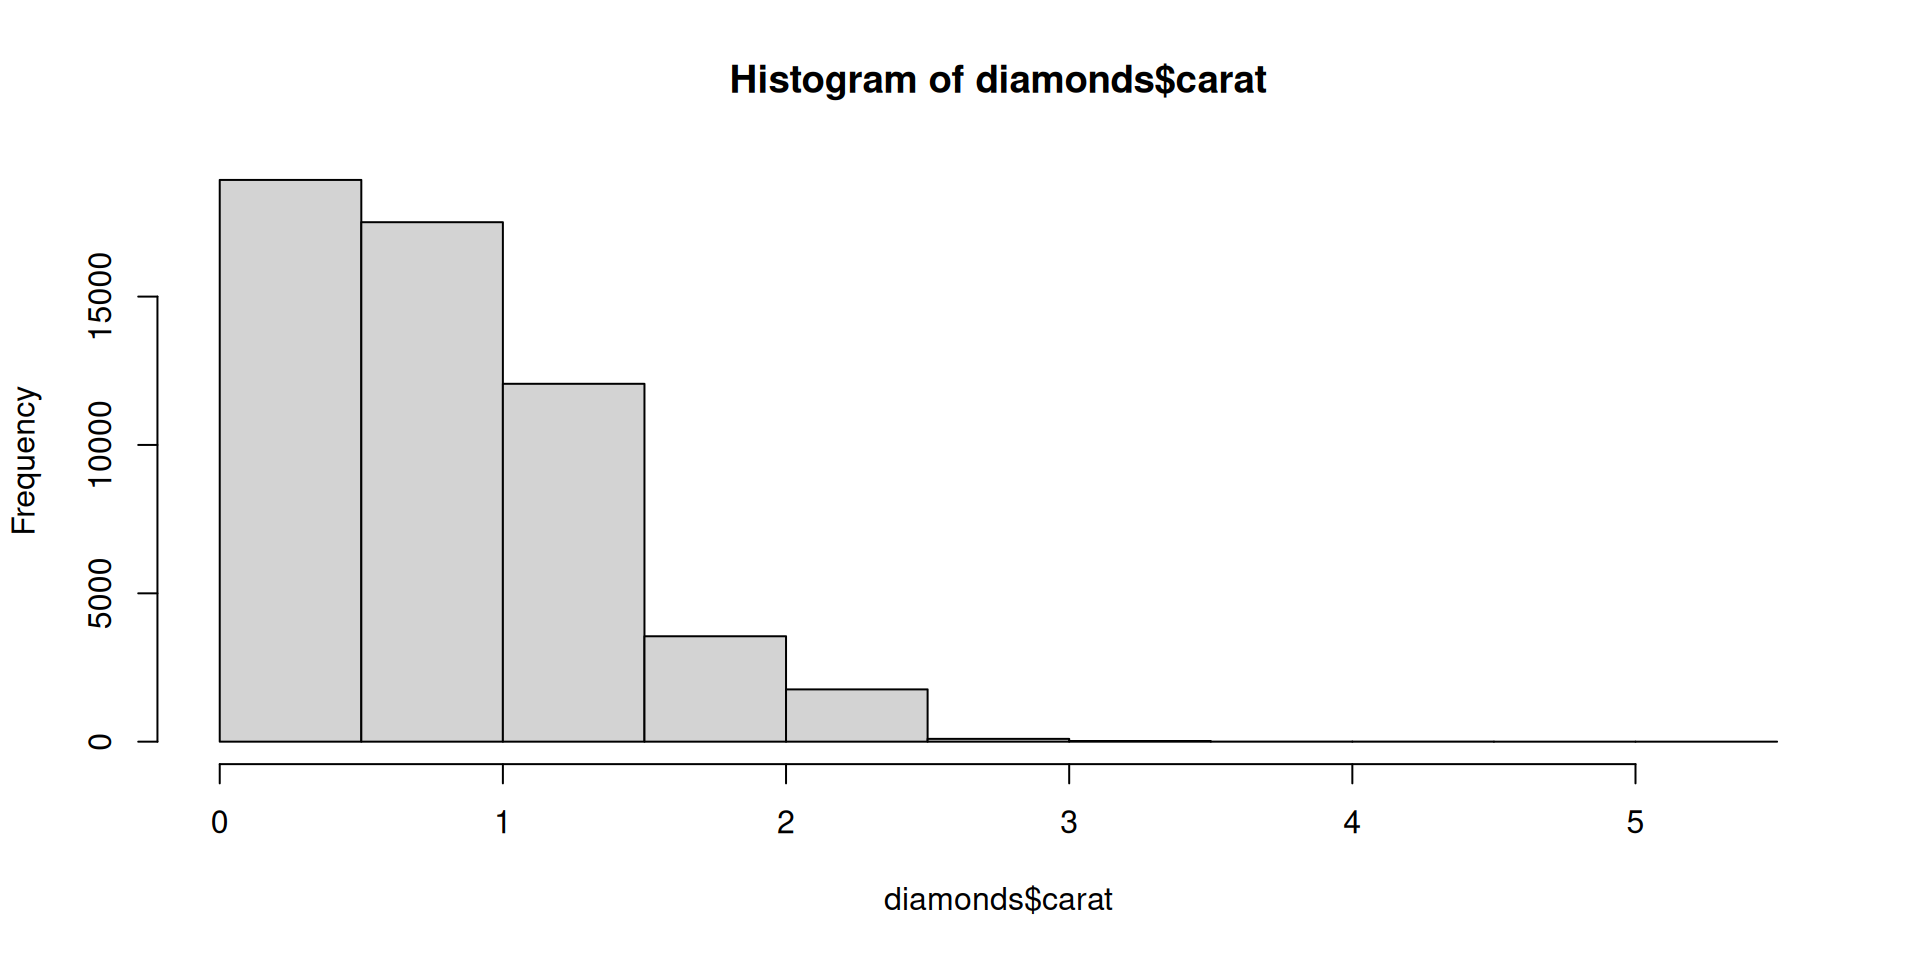 Histogram of diamonds$carat
Frequency
15000
10000
5000
0
0 1 2 3 4 5
diamonds$carat